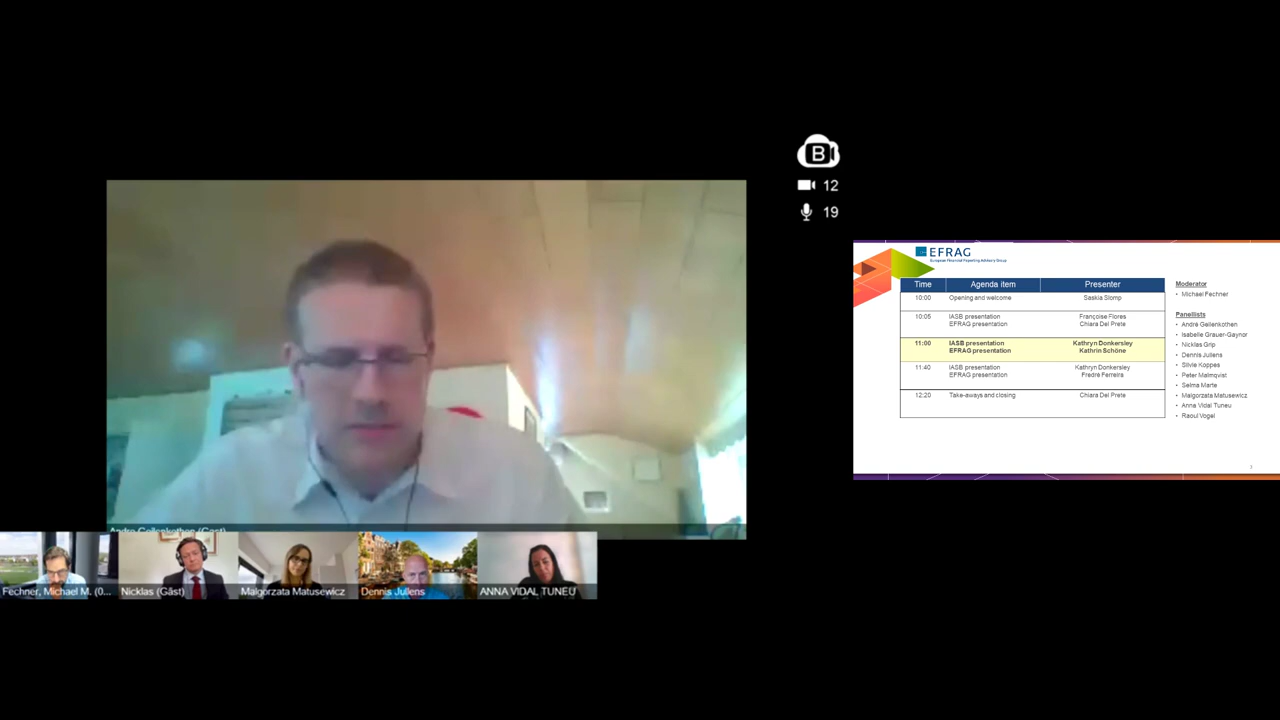 B
12
19
Andre Gellenkothen (Gast)
Fechner, Michael M. (0...
Nicklas (Gäst)
Malgorzata Matusewicz
Dennis Jullens
ANNA VIDAL TUNEU
EFRAG
European Financial Reporting Advisory Group
Time Agenda item Presenter
10:00 Opening and welcome Saskia Slomp
10:05 IASB presentation Françoise Flores
EFRAG presentation Chiara Del Prete
11:00 IASB presentation Kathryn Donkersley
EFRAG presentation Kathrin Schöne
11:40 IASB presentation Kathryn Donkersley
EFRAG presentation Fredré Ferreira
12:20 Take-aways and closing Chiara Del Prete
Moderator
• Michael Fechner
Panellists
• André Gellenkothen
• Isabelle Grauer-Gaynor
• Nicklas Grip
• Dennis Jullens
• Silvie Koppes
• Peter Malmqvist
• Selma Marte
• Malgorzata Matusewicz
• Anna Vidal Tuneu
• Raoul Vogel